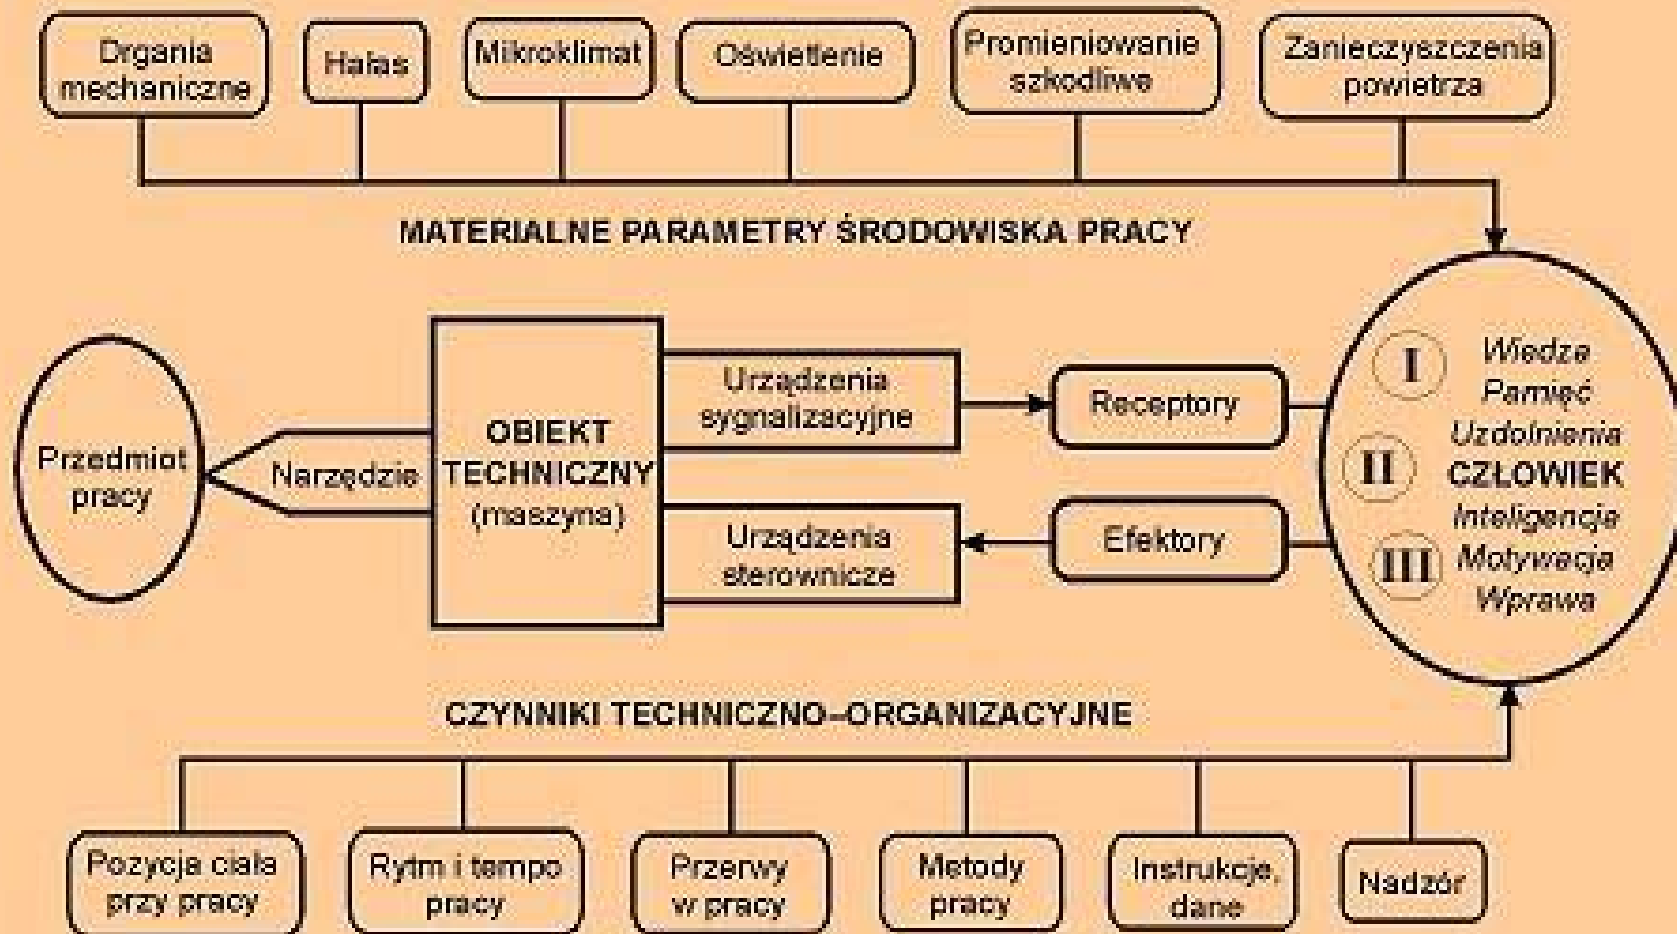 Drgania
mechaniczne
Hałas
Mikroklimat
Oświetlenie
Promieniowanie
szkodliwe
Zanieczyszczenia
powietrza
MATERIALNE PARAMETRY ŚRODOWISKA PRACY
Przedmiot
pracy
Narzędzie
OBIEKT
TECHNICZNY
(maszyna)
Urządzenia
sygnalizacyjne
Receptory
Urządzenia
sterownicze
Efektory
I
II
III
Wiedza
Pamięć
Uzdolnienia
CZŁOWIEK
Inteligencja
Motywacja
Wprawa
CZYNNIKI TECHNICZNO–ORGANIZACYJNE
Pozycja ciała
przy pracy
Rytm i tempo
pracy
Przerwy
w pracy
Metody
pracy
Instrukcje,
dane
Nadzór